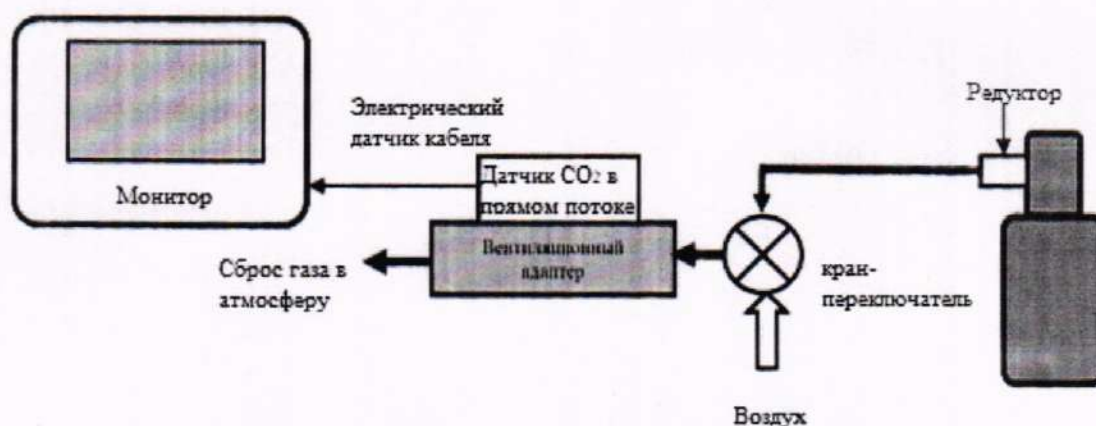 Редуктор
Электрический
датчик кабеля
Датчик CO2 в
прямом потоке
Монитор
Вентиляционный
адаптер
Сброс газа в
атмосферу
кран-
переключатель
Воздух